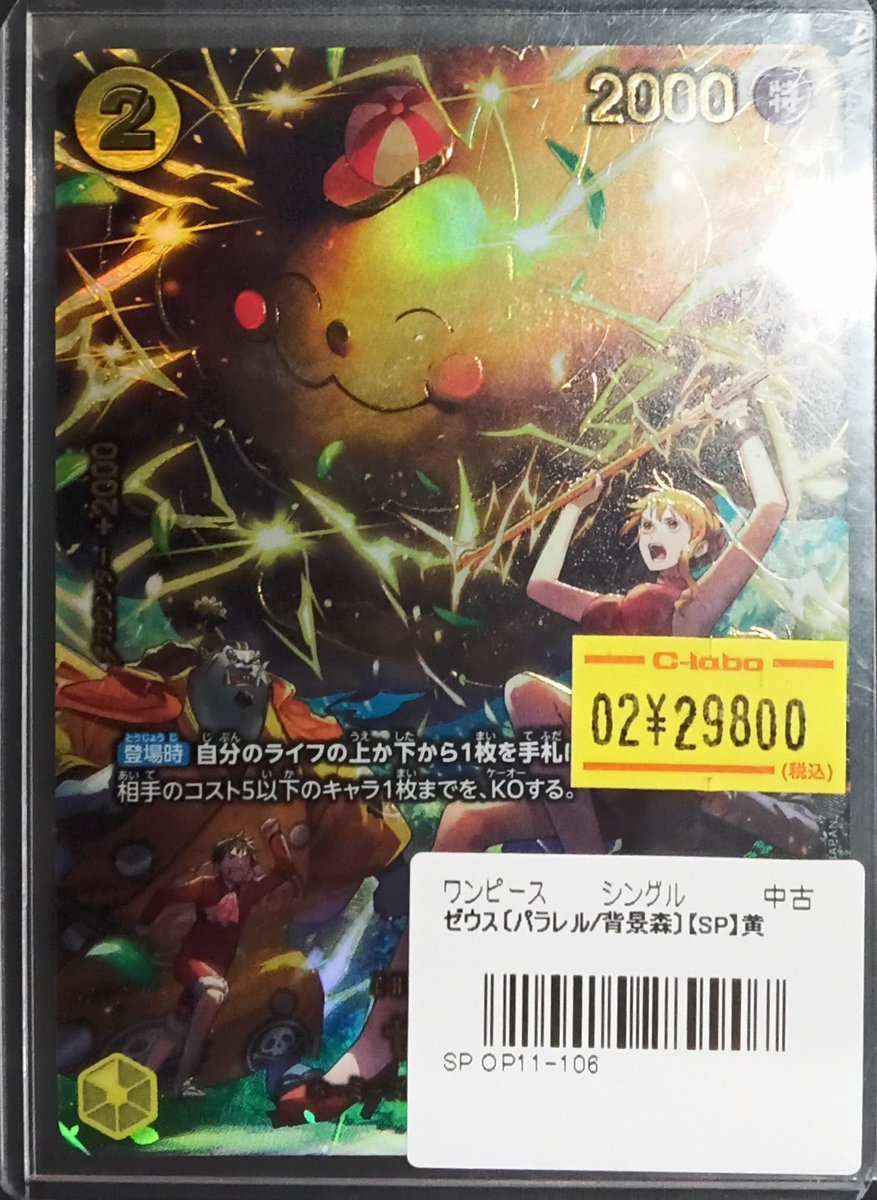 2
2000 特
カウンター +2000
登場時 自分のライフの上か下から1枚を手札に
相手のコスト5以下のキャラ1枚までを、KOする。
C-labo
02¥29800
(税込)
JAPAN
ワンピース シングル 中古
ゼウス〔パラレル/背景森〕【SP】黄
SP OP11-106